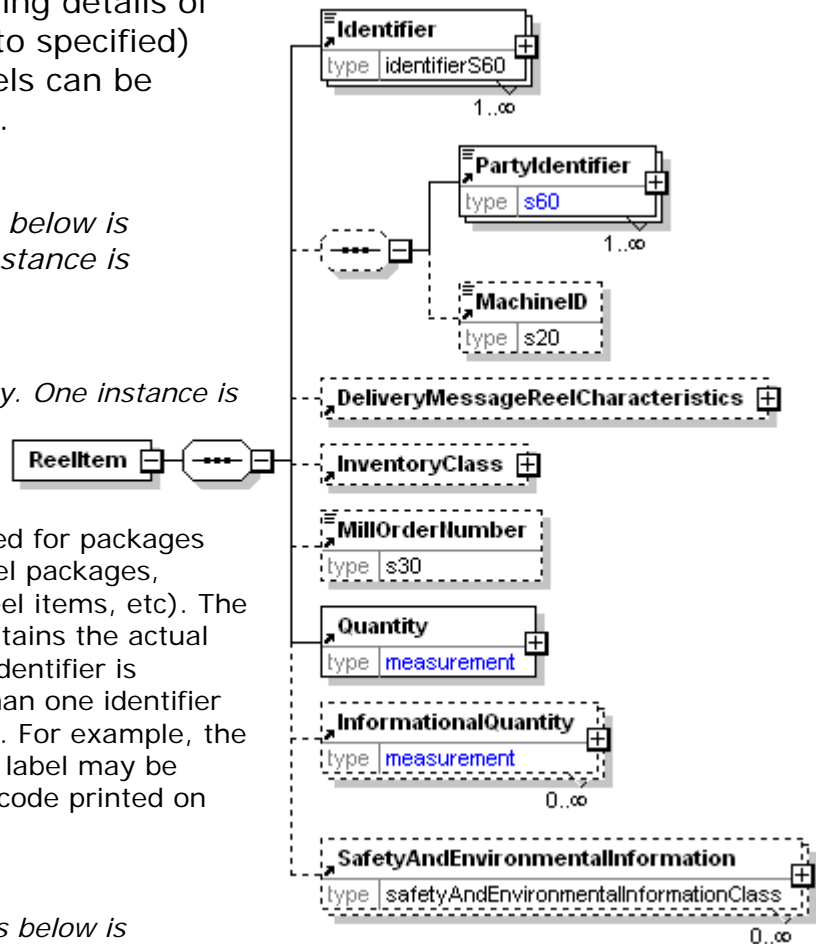 ing details of
to specified)
els can be
.
below is
stance is
y. One instance is
ed for packages
el packages,
eel items, etc). The
tains the actual
dentifier is
han one identifier
. For example, the
label may be
code printed on
s below is
ReelItem
Identifier
type identifierS60
1..∞
PartyIdentifier
type s60
1..∞
MachineID
type s20
DeliveryMessageReelCharacteristics
InventoryClass
MillOrderNumber
type s30
Quantity
type measurement
InformationalQuantity
type measurement
0..∞
SafetyAndEnvironmentalInformation
type safetyAndEnvironmentalInformationClass
0..∞